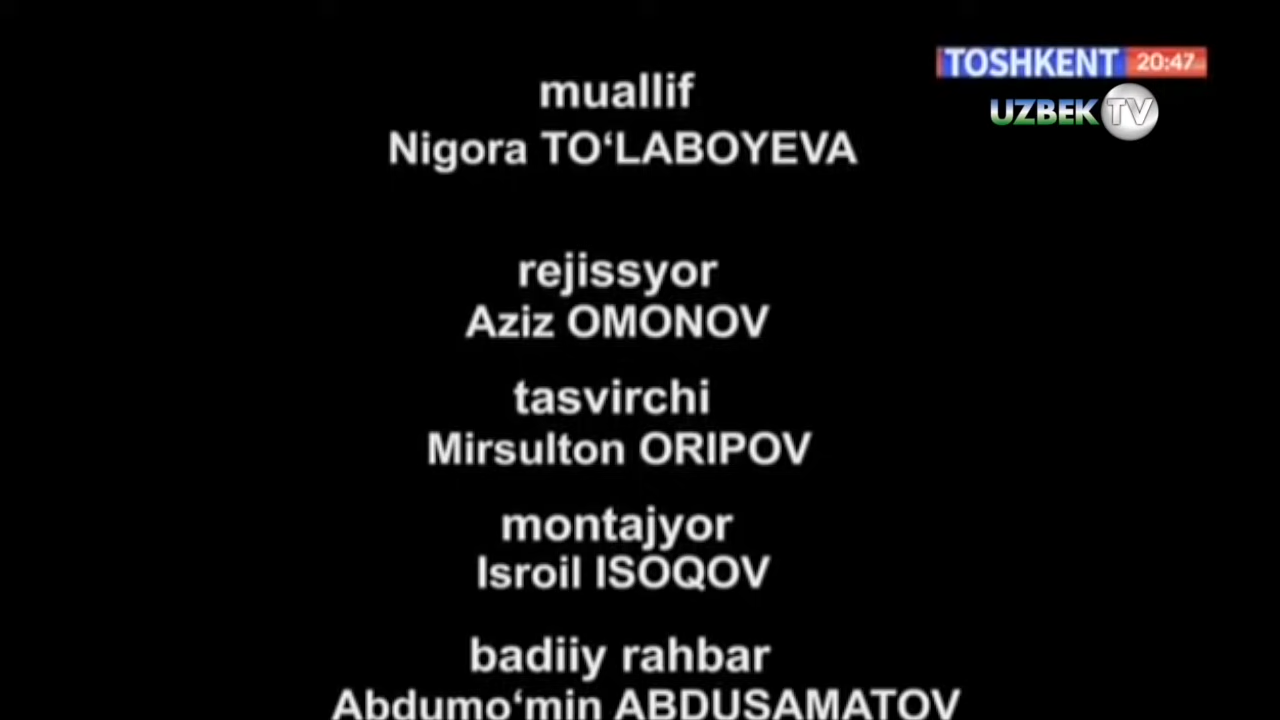 TOSHKENT 20:47
UZBEK TV
muallif
Nigora TO‘LABOYEVA
rejissyor
Aziz OMONOV
tasvirchi
Mirsulton ORIPOV
montajyor
Isroil ISOQOV
badiiy rahbar
Abdumo‘min ABDUSAMATOV